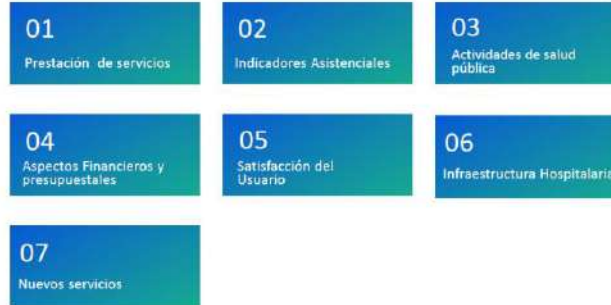 01
Prestación de servicios
02
Indicadores Asistenciales
03
Actividades de salud
pública
04
Aspectos Financieros y
presupuestales
05
Satisfacción del
Usuario
06
Infraestructura Hospitalaria
07
Nuevos servicios